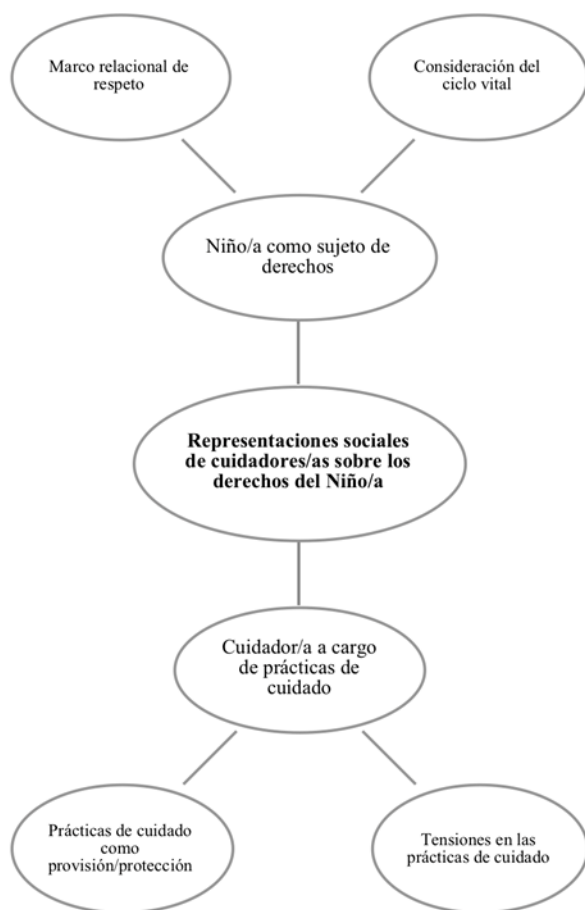 Marco relacional de
respeto
Consideración del
ciclo vital
Niño/a como sujeto de
derechos
Representaciones sociales
de cuidadores/as sobre los
derechos del Niño/a
Cuidador/a a cargo
de prácticas de
cuidado
Prácticas de cuidado
como
provisión/protección
Tensiones en las
prácticas de cuidado